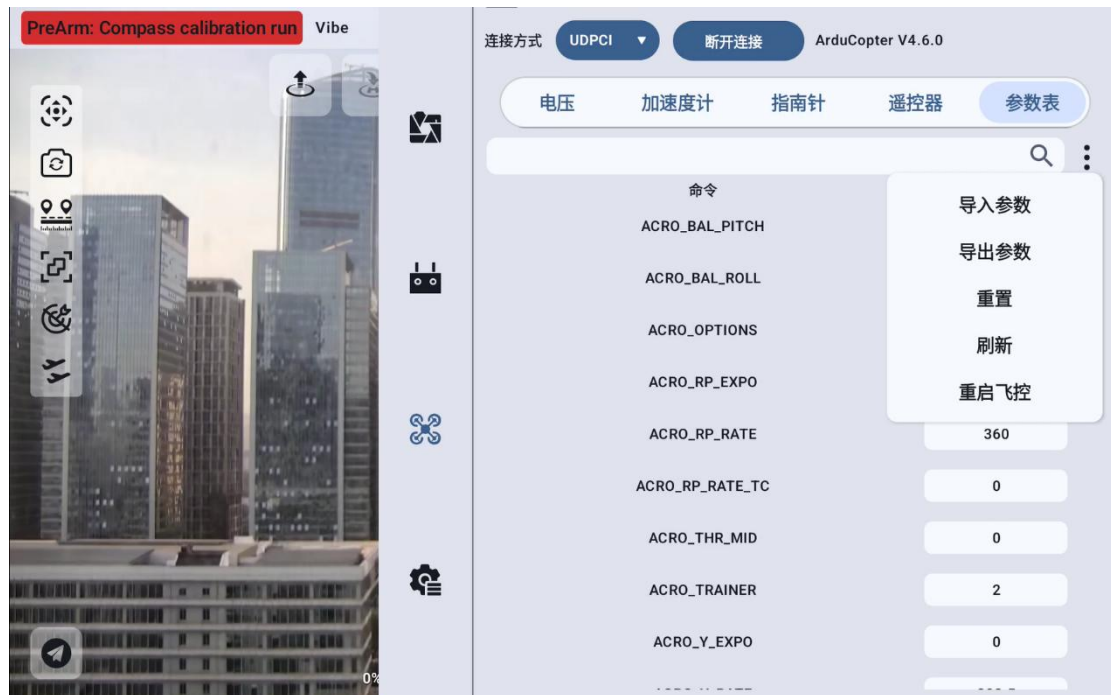 PreArm: Compass calibration run Vibe
连接方式 UDPCI 断开连接 ArduCopter V4.6.0
电压 加速度计 指南针 遥控器 参数表
命令
导入参数
ACRO_BAL_PITCH
导出参数
ACRO_BAL_ROLL
重置
ACRO_OPTIONS
刷新
ACRO_RP_EXPO
重启飞控
ACRO_RP_RATE 360
ACRO_RP_RATE_TC 0
ACRO_THR_MID 0
ACRO_TRAINER 2
ACRO_Y_EXPO 0
0%